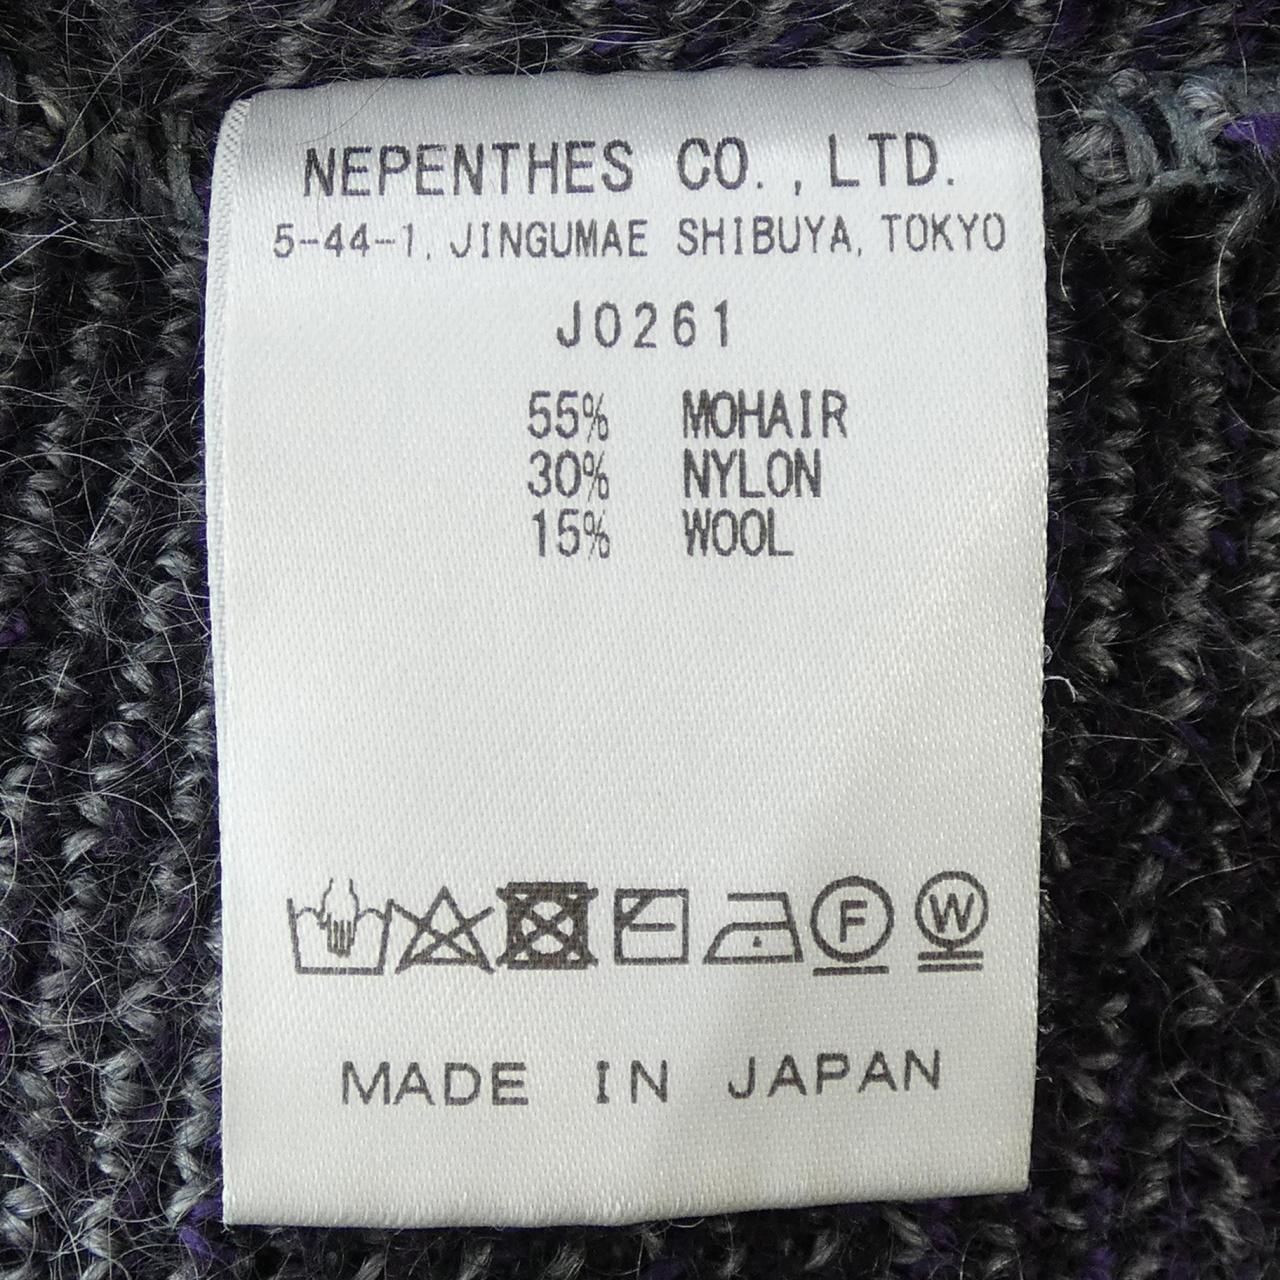 NEPENTHES CO., LTD.
5-44-1, JINGUMAE SHIBUYA, TOKYO
J0261
55% MOHAIR
30% NYLON
15% WOOL
F W
MADE IN JAPAN